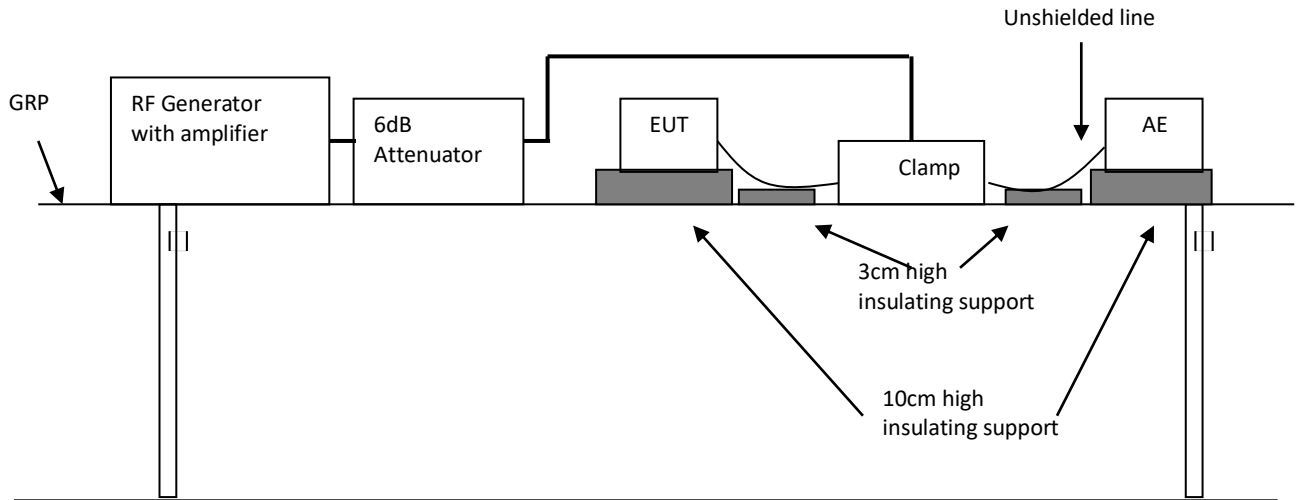 Unshielded line
GRP
RF Generator
with amplifier
6dB
Attenuator
EUT
Clamp
AE
3cm high
insulating support
10cm high
insulating support